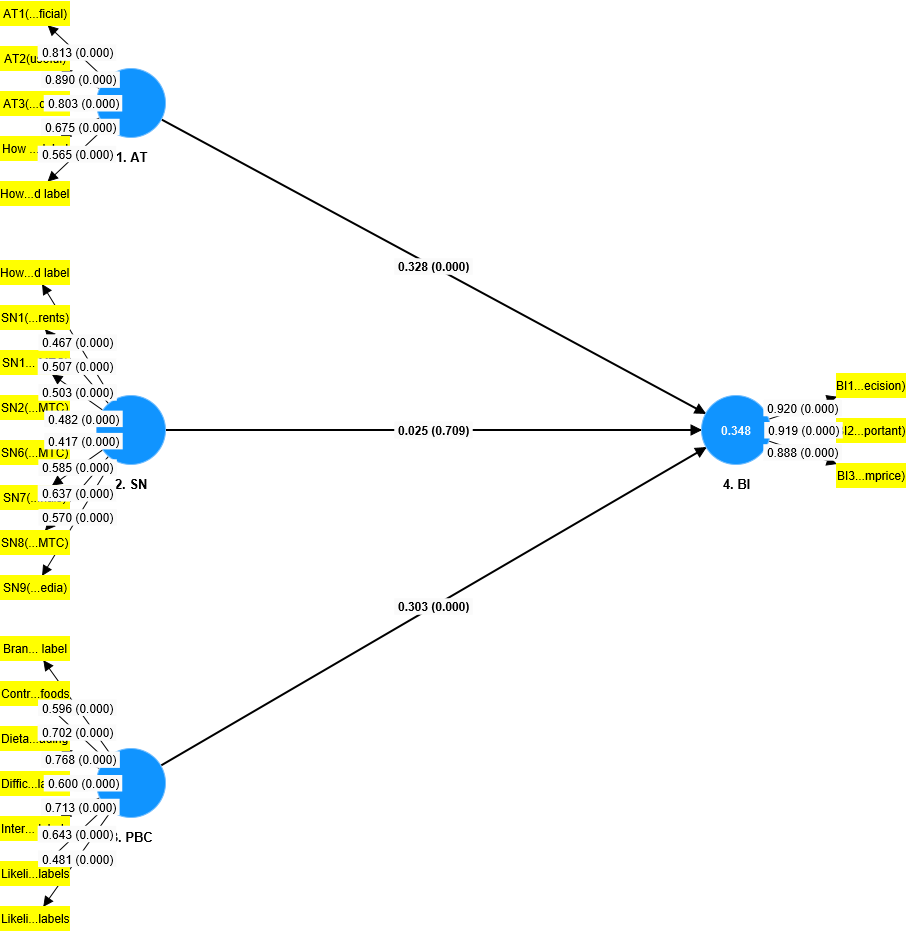 AT1(...ficial)
0.813 (0.000)
AT2(useful)
0.890 (0.000)
AT3(...c
0.803 (0.000)
0.675 (0.000)
How ...
0.565 (0.000)
1. AT
How...d label
0.328 (0.000)
How...d label
SN1(...rents)
0.467 (0.000)
SN1...
0.507 (0.000)
0.503 (0.000)
SN2(...MTC)
0.482 (0.000)
0.417 (0.000)
SN6(...MTC)
0.585 (0.000)
2. SN
0.637 (0.000)
SN7(...
0.570 (0.000)
SN8(...MTC)
SN9(...edia)
0.025 (0.709)
0.348
4. BI
BI1...ecision)
0.920 (0.000)
0.919 (0.000)
I2...portant)
0.888 (0.000)
BI3...mprice)
0.303 (0.000)
Bran... label
Contr...foods
0.596 (0.000)
0.702 (0.000)
Dieta...ding
0.768 (0.000)
Diffic...la
0.600 (0.000)
0.713 (0.000)
Inter...
0.643 (0.000)
3. PBC
0.481 (0.000)
Likeli...labels
Likeli...labels